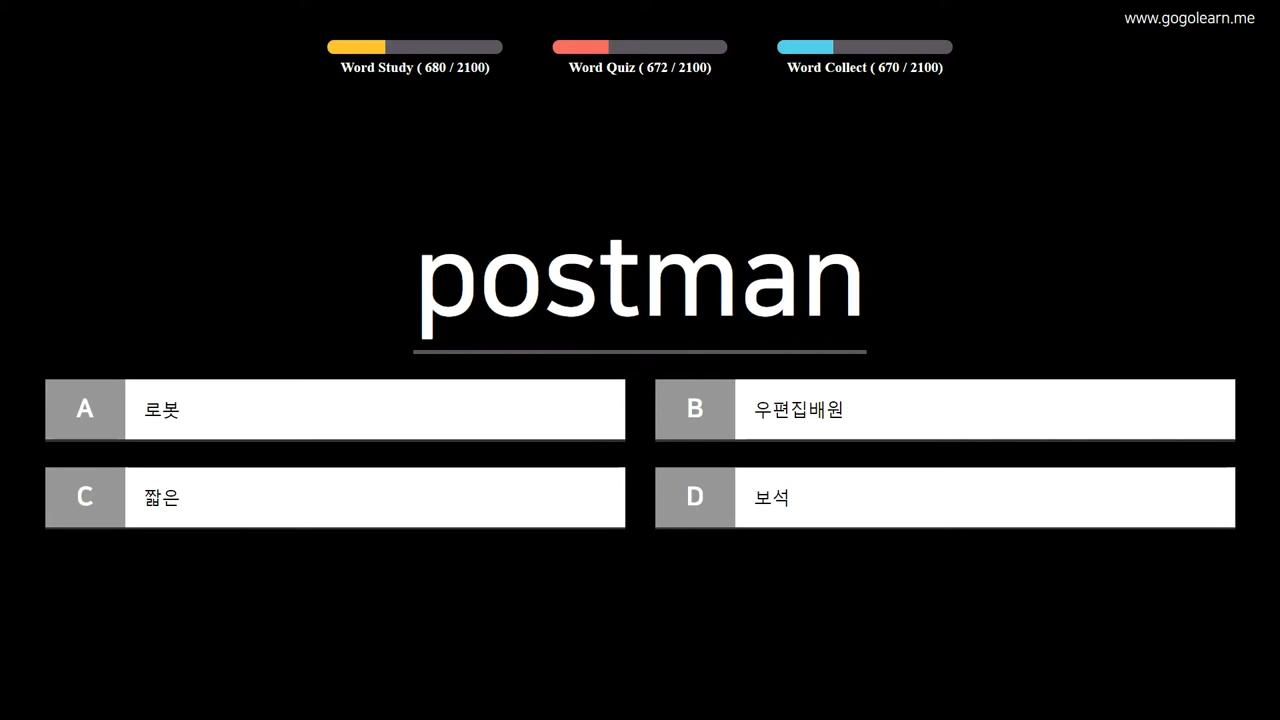 www.gogolearn.me
Word Study ( 680 / 2100)
Word Quiz ( 672 / 2100)
Word Collect ( 670 / 2100)
postman
A 로봇
B 우편집배원
C 짧은
D 보석